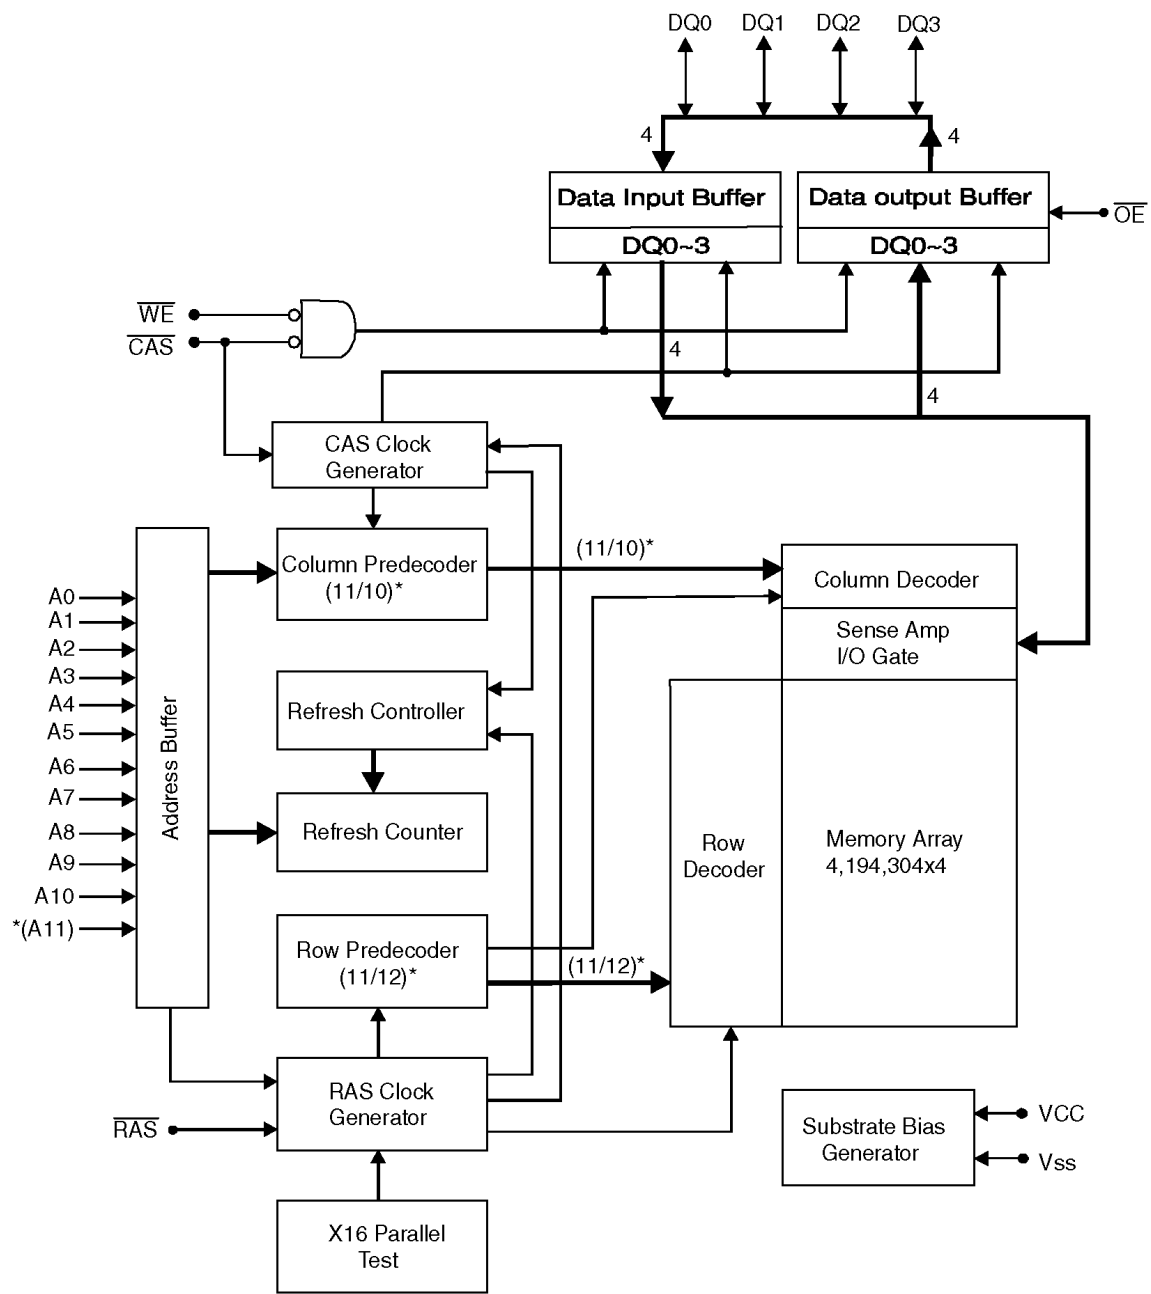 DQ0 DQ1 DQ2 DQ3
4 4
Data Input Buffer
DQ0~3
Data output Buffer
DQ0~3
OE
WE
CAS
4
4
CAS Clock
Generator
Column Predecoder
(11/10)*
(11/10)*
Column Decoder
Sense Amp
I/O Gate
A0
A1
A2
A3
A4
A5
A6
A7
A8
A9
A10
*(A11)
Address Buffer
Refresh Controller
Refresh Counter
Row
Decoder
Memory Array
4,194,304x4
Row Predecoder
(11/12)*
(11/12)*
RAS Clock
Generator
RAS
Substrate Bias
Generator
VCC
Vss
X16 Parallel
Test